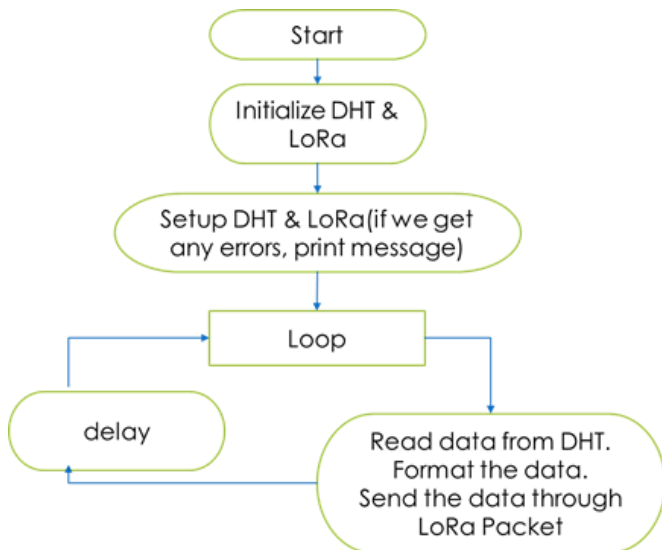 Start
Initialize DHT &
LoRa
Setup DHT & LoRa(if we get
any errors, print message)
Loop
delay
Read data from DHT.
Format the data.
Send the data through
LoRa Packet